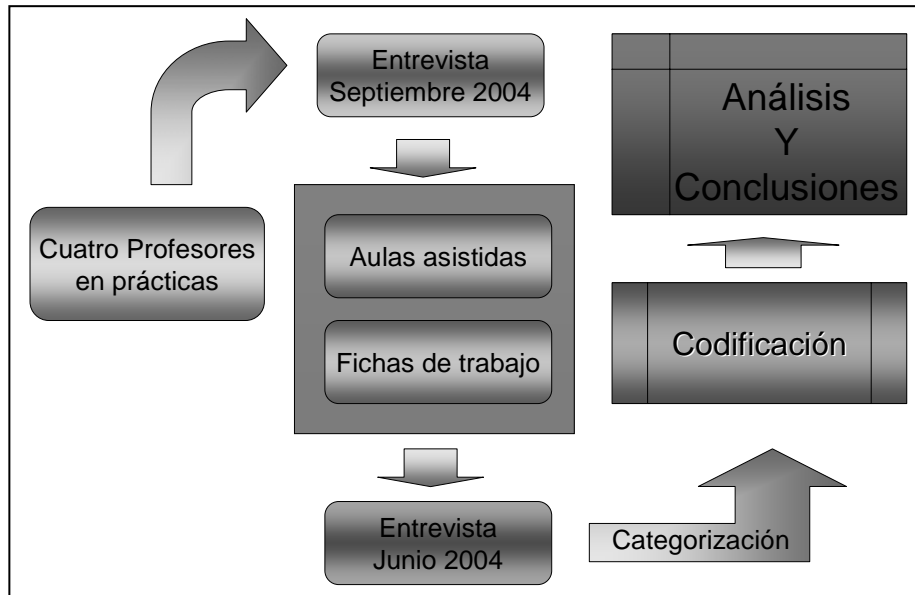 Cuatro Profesores
en prácticas
Entrevista
Septiembre 2004
Aulas asistidas
Fichas de trabajo
Entrevista
Junio 2004
Categorización
Codificación
Análisis
Y
Conclusiones